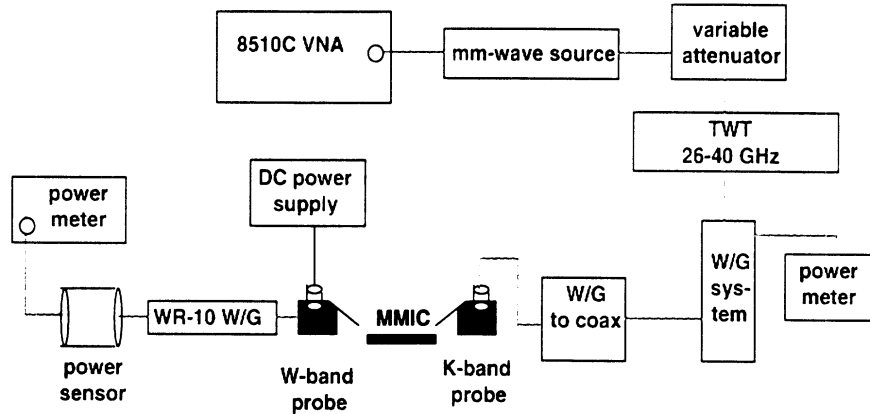 8510C VNA
mm-wave source
variable
attenuator
TWT
26-40 GHz
power
meter
DC power
supply
W/G
sys-
tem
power
meter
WR-10 W/G
MMIC
W/G
to coax
power
sensor
W-band
probe
K-band
probe